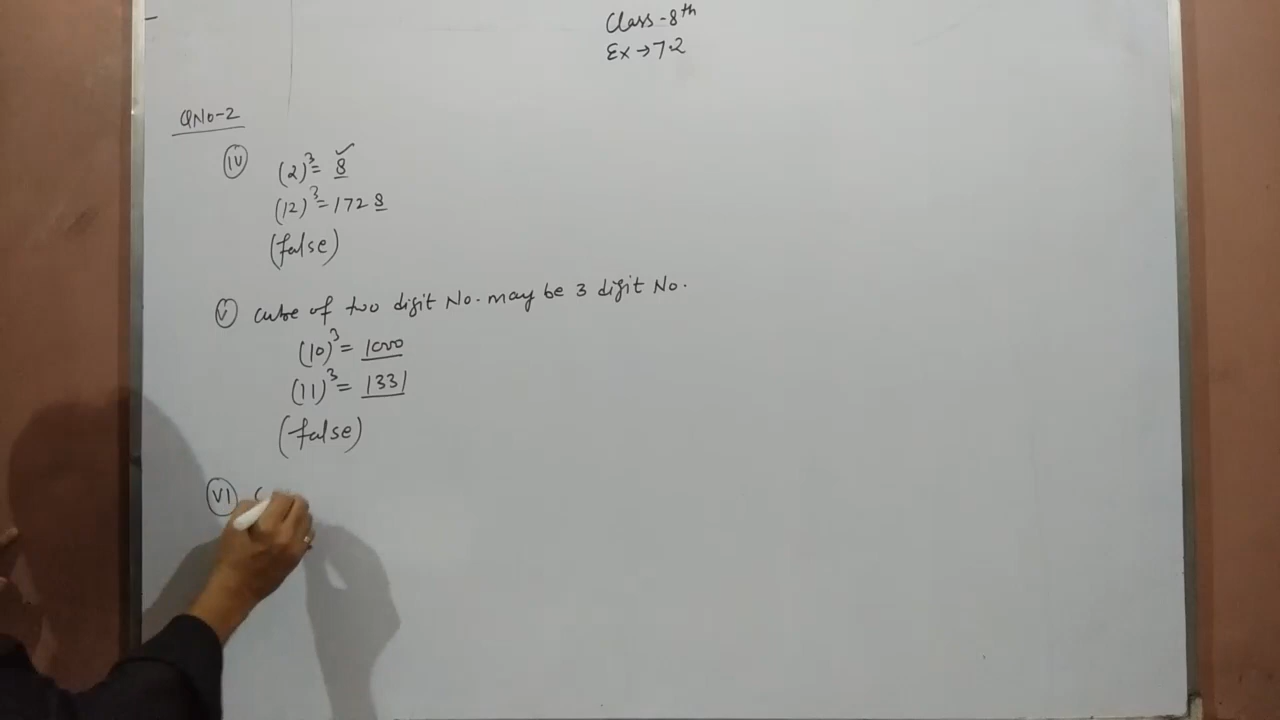 Class-8th
Ex→7.2
QNo-2
(iv) (2)³= 8 ✓
(12)³=1728
(false)
(v) cube of two digit No. may be 3 digit No.
(10)³= 1000
(11)³= 1331
(false)
(VI) (